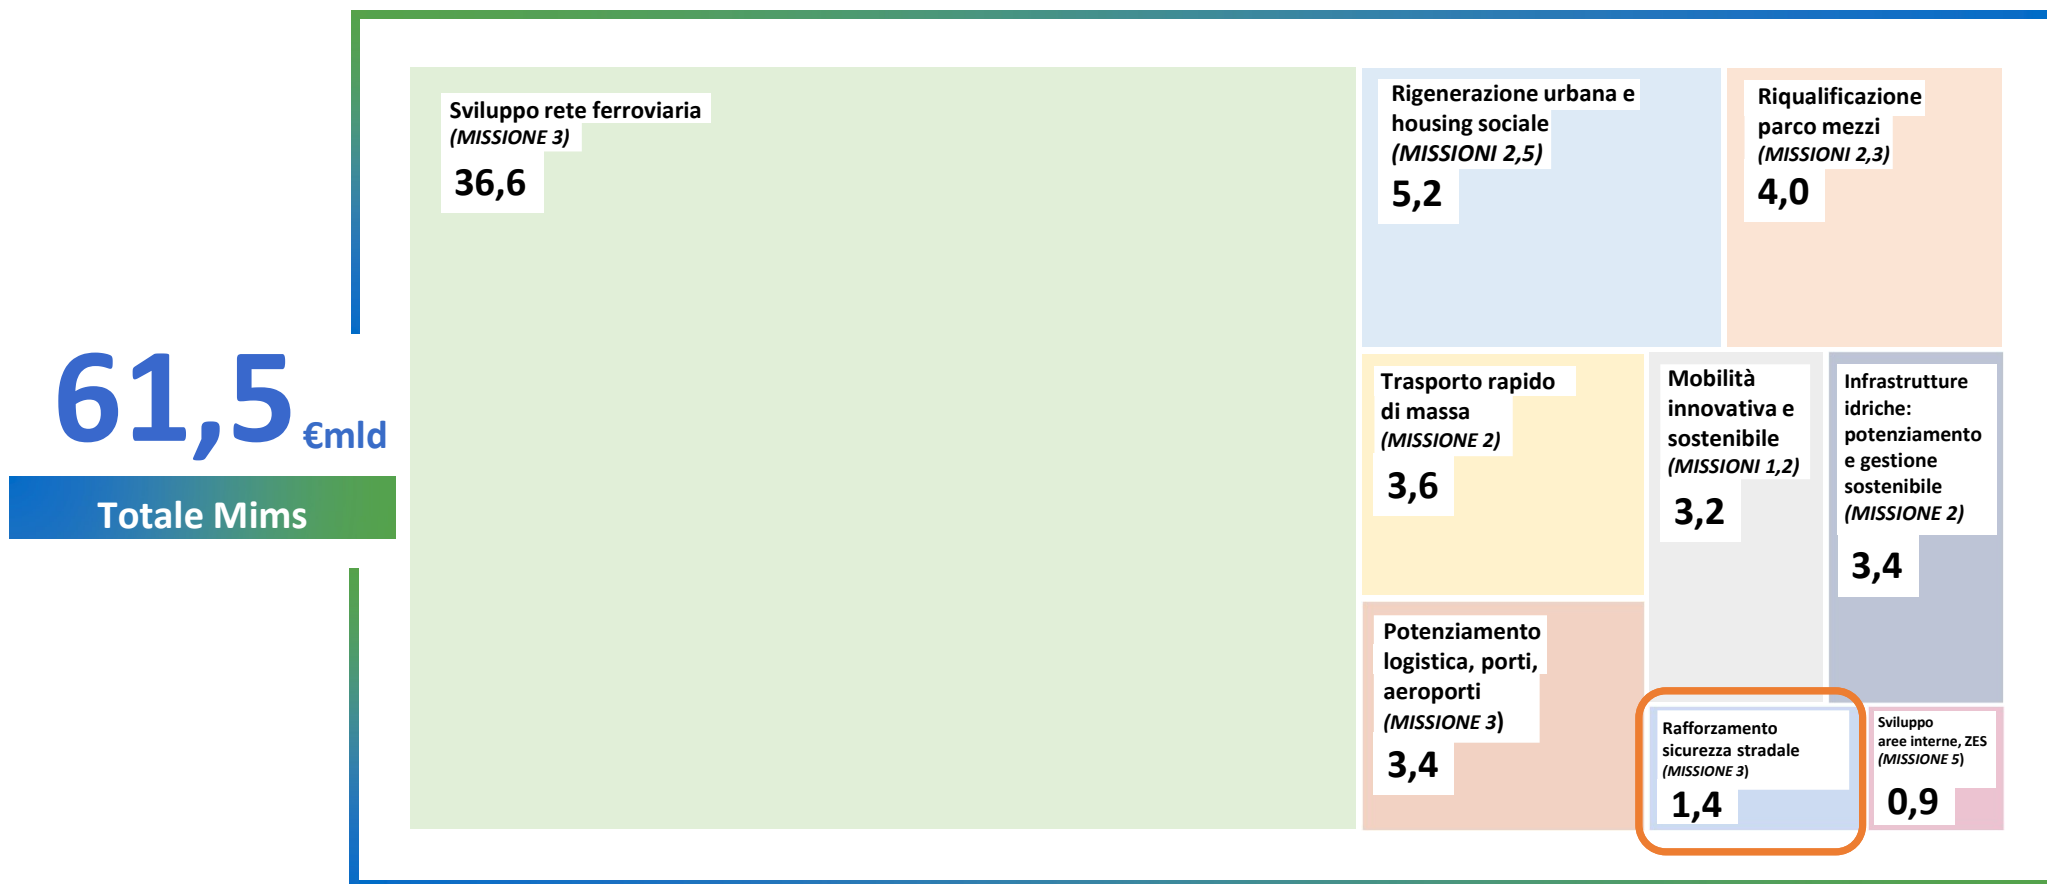 61,5 €mld
Totale Mims
Sviluppo rete ferroviaria
(MISSIONE 3)
36,6
Rigenerazione urbana e
housing sociale
(MISSIONI 2,5)
5,2
Riqualificazione
parco mezzi
(MISSIONI 2,3)
4,0
Trasporto rapido
di massa
(MISSIONE 2)
3,6
Mobilità
innovativa e
sostenibile
(MISSIONI 1,2)
3,2
Infrastrutture
idriche:
potenziamento
e gestione
sostenibile
(MISSIONE 2)
3,4
Potenziamento
logistica, porti,
aeroporti
(MISSIONE 3)
3,4
Rafforzamento
sicurezza stradale
(MISSIONE 3)
1,4
Sviluppo
aree interne, ZES
(MISSIONE 5)
0,9